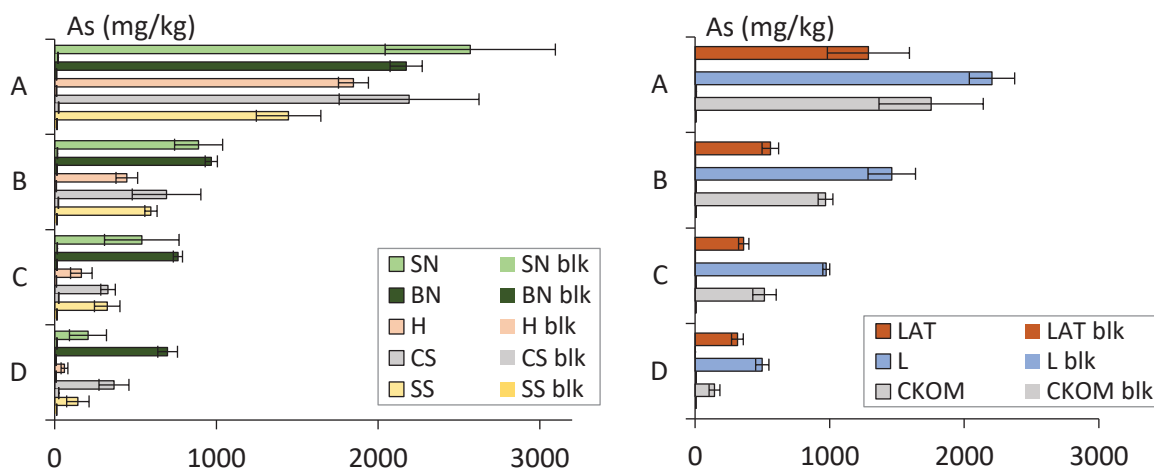 As (mg/kg)
A
B
C
D
SN SN blk
BN BN blk
H H blk
CS CS blk
SS SS blk
0 1000 2000 3000
As (mg/kg)
A
B
C
D
LAT LAT blk
L L blk
CKOM CKOM blk
0 1000 2000 3000